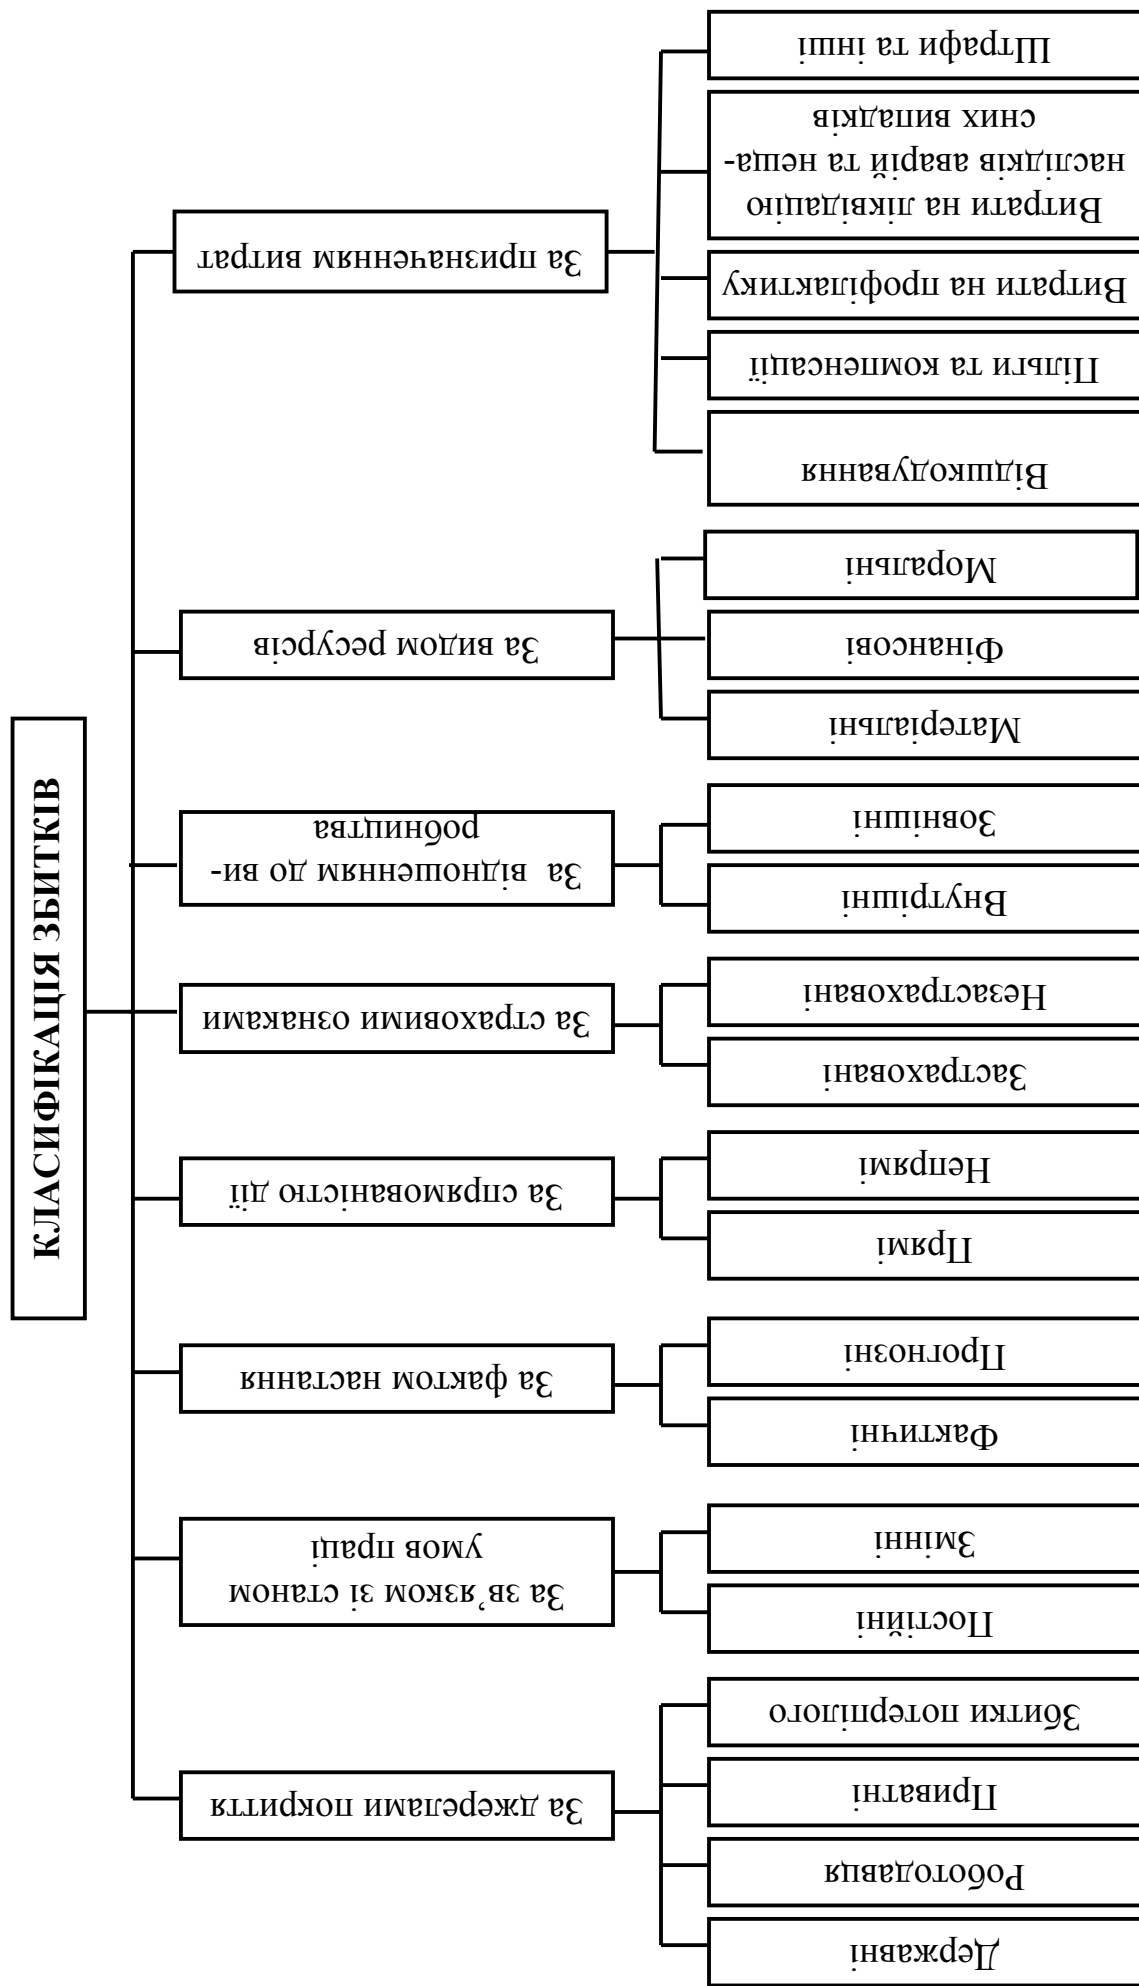 КЛАСИФІКАЦІЯ ЗБИТКІВ
За джерелами покриття
Державні
Роботодавця
Приватні
Збитки потерпілого
За зв’язком зі станом
умов праці
Постійні
Змінні
За фактом настання
Фактичні
Прогнозні
За спрямованістю дії
Прямі
Непрямі
За страховими ознаками
Застраховані
Незастраховані
За відношенням до ви-
робництва
Внутрішні
Зовнішні
За видом ресурсів
Матеріальні
Фінансові
Моральні
За призначенням витрат
Відшкодування
Пільги та компенсації
Витрати на профілактику
Витрати на ліквідацію
наслідків аварій та неща-
сних випадків
Штрафи та інші